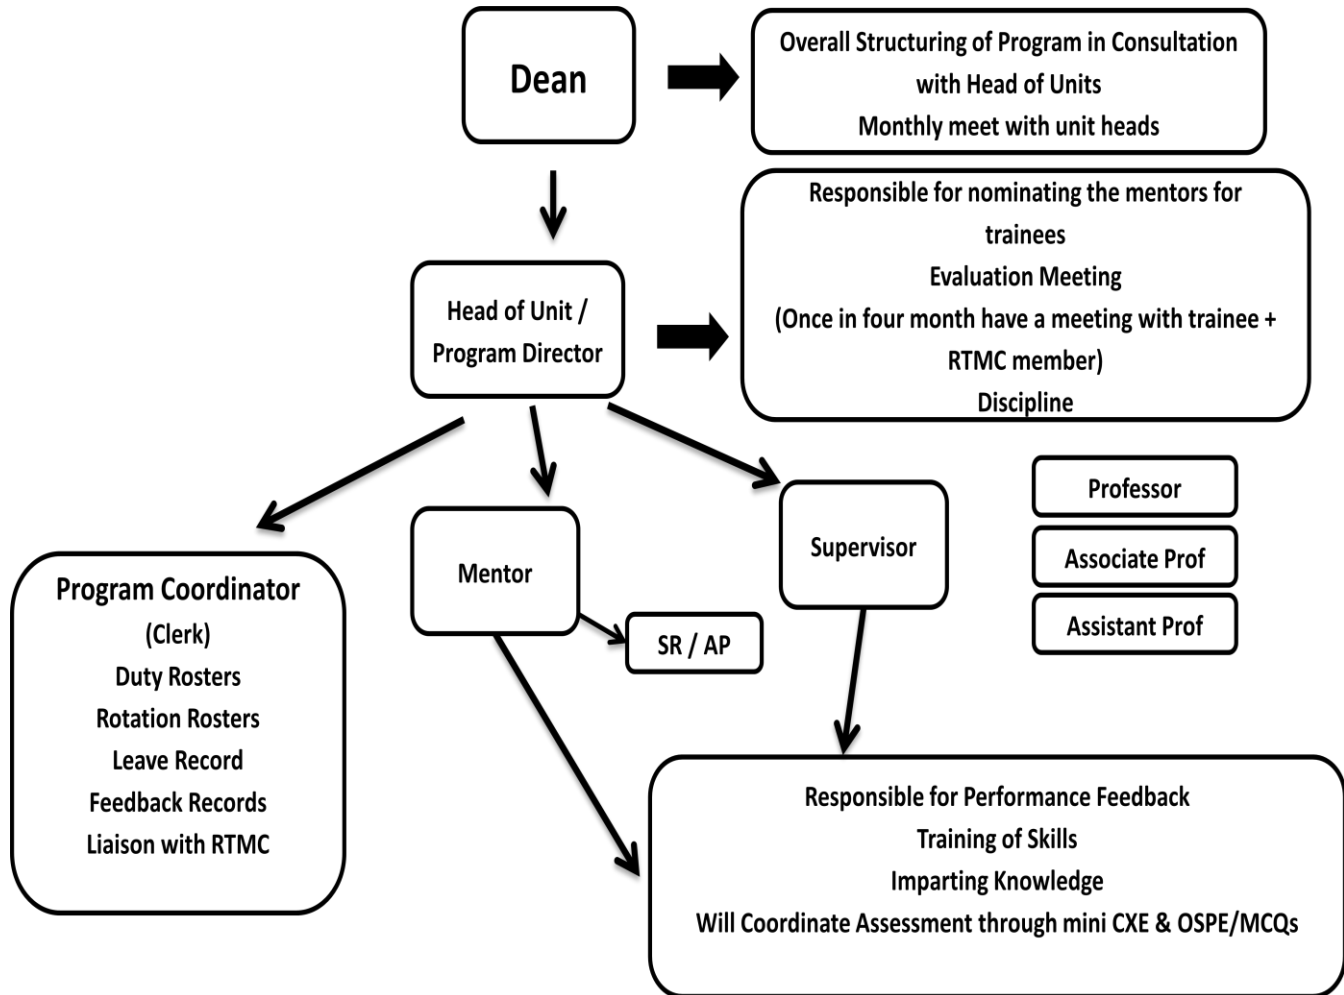 Dean
Overall Structuring of Program in Consultation
with Head of Units
Monthly meet with unit heads
Head of Unit /
Program Director
Responsible for nominating the mentors for
trainees
Evaluation Meeting
(Once in four month have a meeting with trainee +
RTMC member)
Discipline
Program Coordinator
(Clerk)
Duty Rosters
Rotation Rosters
Leave Record
Feedback Records
Liaison with RTMC
Mentor
SR / AP
Supervisor
Professor
Associate Prof
Assistant Prof
Responsible for Performance Feedback
Training of Skills
Imparting Knowledge
Will Coordinate Assessment through mini CXE & OSPE/MCQs